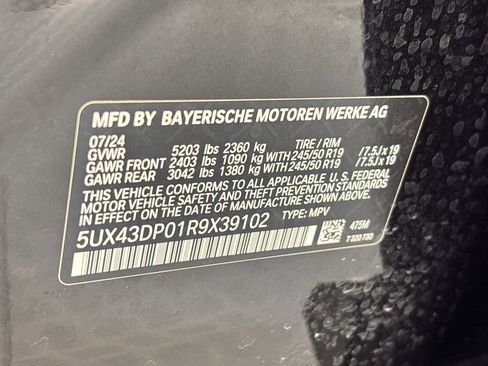 MFD BY BAYERISCHE MOTOREN WERKE AG
07/24
GVWR 5203 lbs 2360 kg TIRE / RIM
GAWR FRONT 2403 lbs 1090 kg WITH 245/50 R19 / 7.5J x 19
GAWR REAR 3042 lbs 1380 kg WITH 245/50 R19 / 7.5J x 19
THIS VEHICLE CONFORMS TO ALL APPLICABLE FEDERAL
MOTOR VEHICLE SAFETY, BUMPER, AND THEFT PREVENTION STANDARDS
IN EFFECT ON THE DATE OF MANUFACTURE SHOWN ABOVE.
5UX43DP01R9X39102 TYPE: MPV
475M
T-320 730